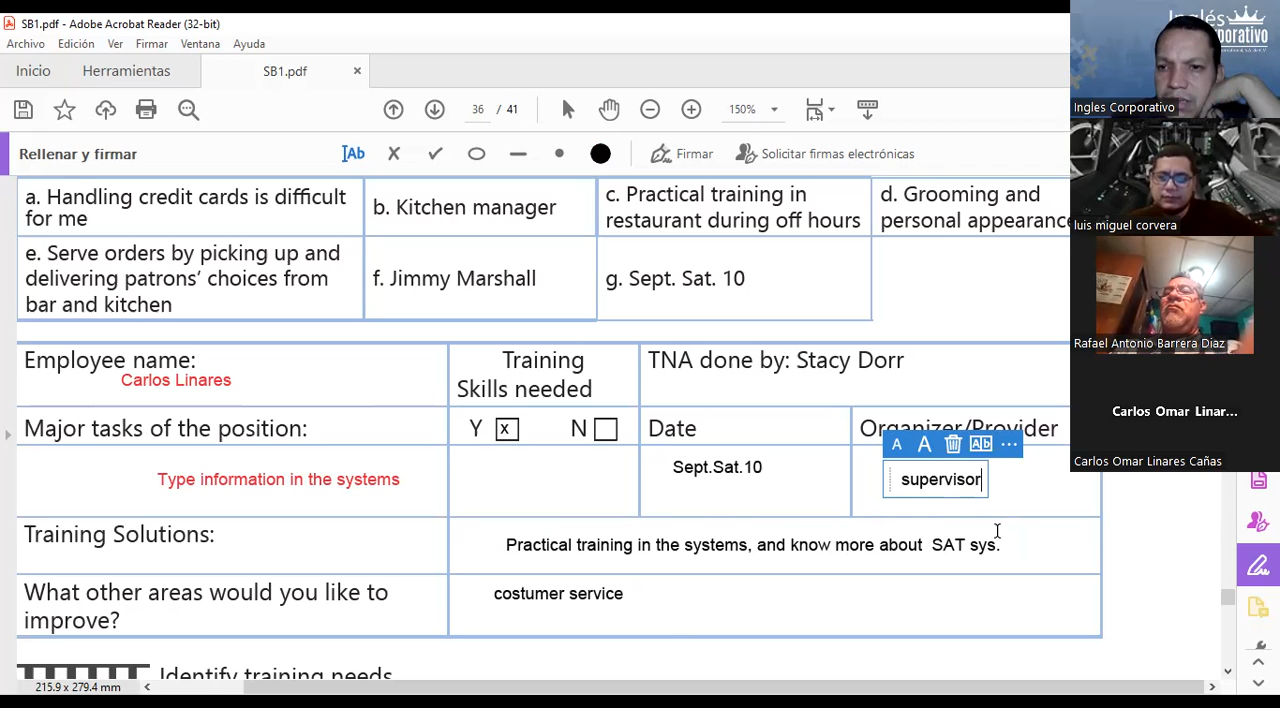 SB1.pdf - Adobe Acrobat Reader (32-bit)
Archivo Edición Ver Firmar Ventana Ayuda
Inicio Herramientas SB1.pdf ×
36 / 41 150%
Rellenar y firmar Ab Firmar Solicitar firmas electrónicas
a. Handling credit cards is difficult
for me
b. Kitchen manager
c. Practical training in
restaurant during off hours
d. Grooming and
personal appearance
e. Serve orders by picking up and
delivering patrons' choices from
bar and kitchen
f. Jimmy Marshall
g. Sept. Sat. 10
Employee name:
Carlos Linares
Training
Skills needed
TNA done by: Stacy Dorr
Major tasks of the position:
Y x N
Date
Organizer/Provider
A A Ab ...
Type information in the systems
Sept.Sat.10
supervisor
Training Solutions:
Practical training in the systems, and know more about SAT sys.
What other areas would you like to
improve?
costumer service
Identify training needs
215.9 x 279.4 mm
Inglés
Ingles Corporativo
luis miguel corvera
Rafael Antonio Barrera Diaz
Carlos Omar Linar...
Carlos Omar Linares Cañas